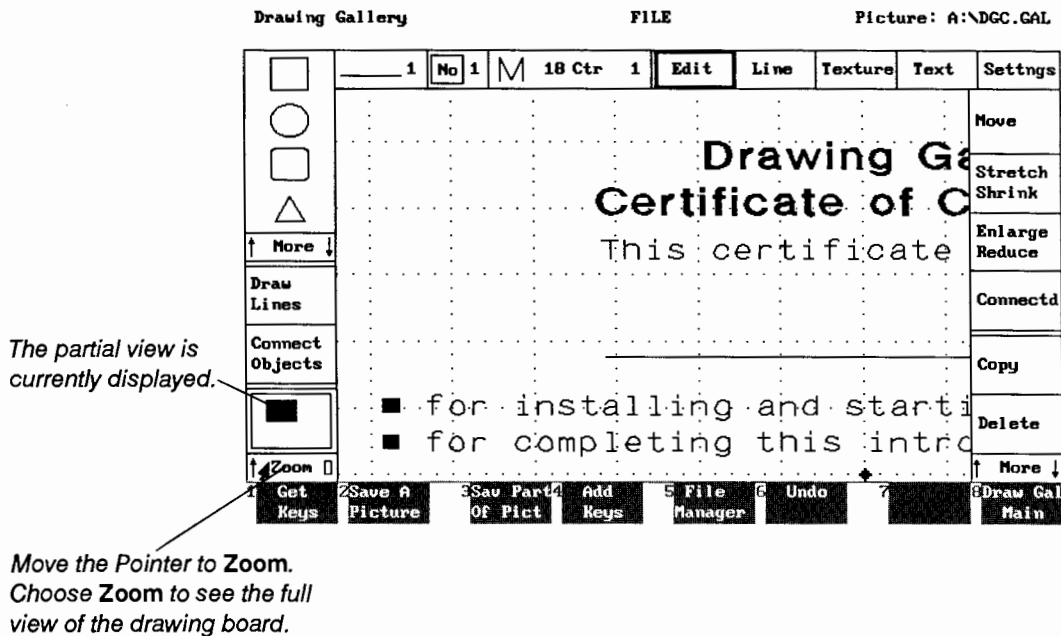 Drawing Gallery FILE Picture: A:\DGC.GAL
1 No 1 M 18 Ctr 1 Edit Line Texture Text Settngs
Move
Drawing Ga
Stretch
Shrink
Certificate of C
Enlarge
Reduce
↑ More ↓
This certificate
Draw
Lines
Connectd
Connect
Objects
The partial view is
currently displayed.
Copy
■ for installing and starti
Delete
■ for completing this intro
↑ Zoom
↑ More ↓
1 Get
Keys
2 Save A
Picture
3 Sav Part
Of Pict
4 Add
Keys
5 File
Manager
6 Undo
7
8 Draw Gal
Main
Move the Pointer to Zoom.
Choose Zoom to see the full
view of the drawing board.